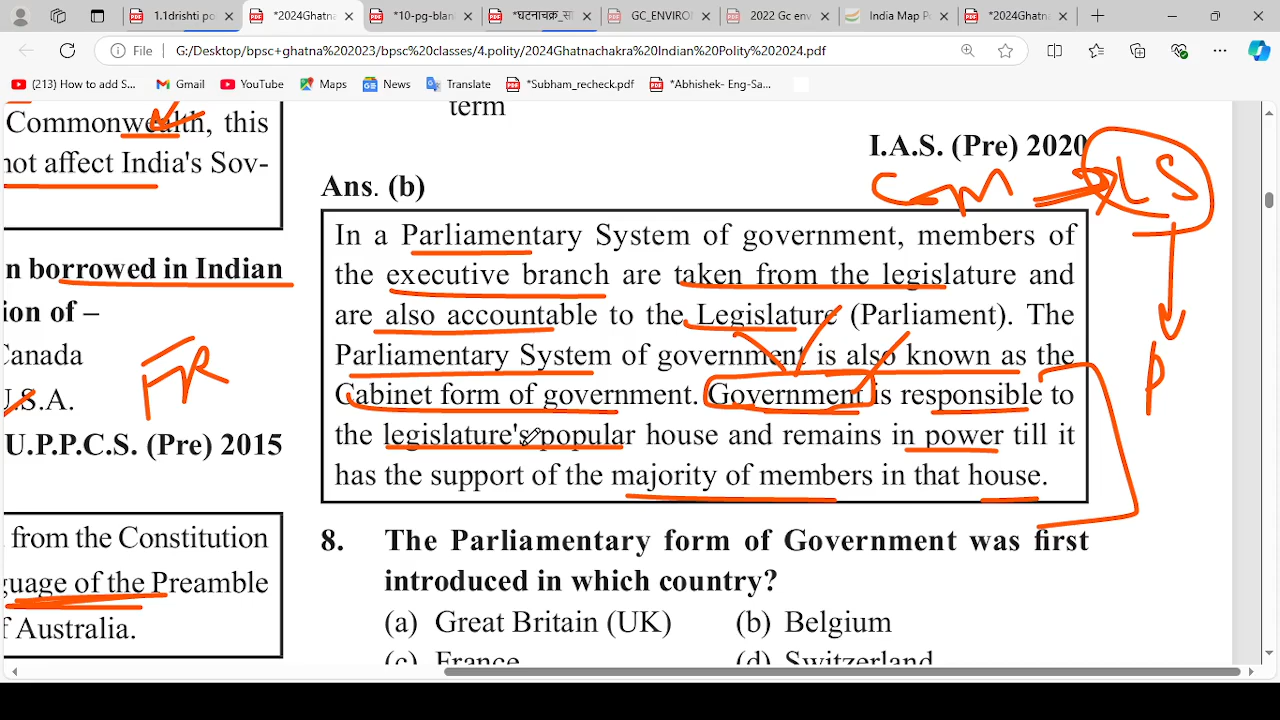 1.1drishti po
*2024Ghatna
*10-pg-blan
*घटनाचक्र_सा
GC_ENVIRO
2022 Gc env
India Map P
*2024Ghatna
File
G:/Desktop/bpsc+ghatna%202023/bpsc%20classes/4.polity/2024Ghatnachakra%20Indian%20Polity%202024.pdf
(213) How to add S...
Gmail
YouTube
Maps
News
Translate
*Subham_recheck.pdf
*Abhishek- Eng-Sa...
Commonwealth, this
not affect India's Sov-
n borrowed in Indian
ion of –
Canada
U.S.A.
FR
U.P.P.C.S. (Pre) 2015
from the Constitution
guage of the Preamble
f Australia.
term
I.A.S. (Pre) 2020
Ans. (b)
COM
LS
P
In a Parliamentary System of government, members of
the executive branch are taken from the legislature and
are also accountable to the Legislature (Parliament). The
Parliamentary System of government is also known as the
Cabinet form of government. Government is responsible to
the legislature's popular house and remains in power till it
has the support of the majority of members in that house.
8. The Parliamentary form of Government was first
introduced in which country?
(a) Great Britain (UK) (b) Belgium
(c) France (d) Switzerland